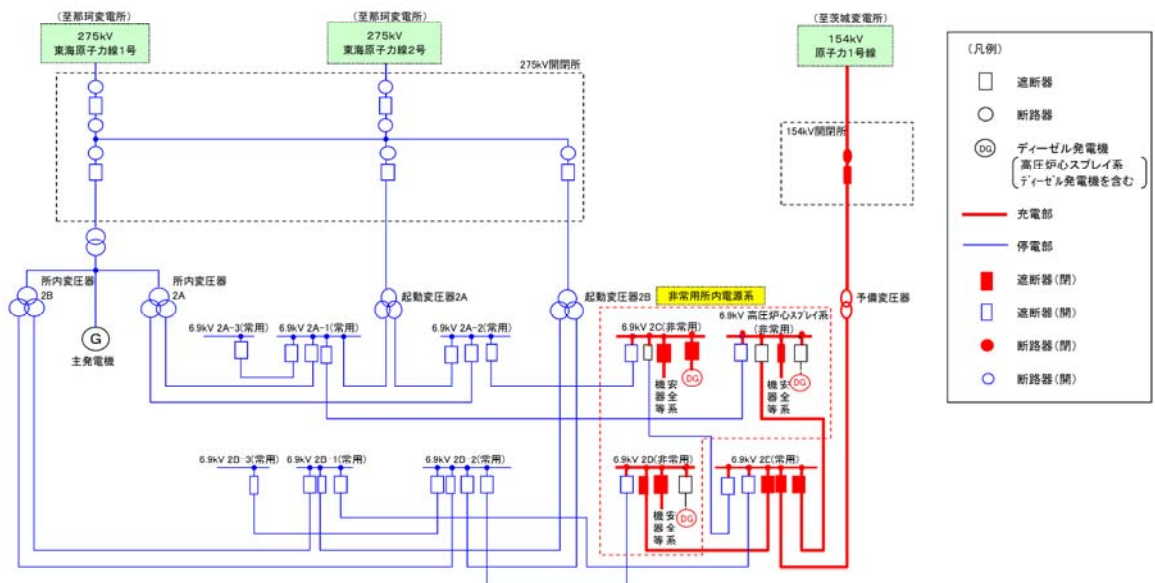 (至那珂変電所)
275kV
東海原子力線1号
(至那珂変電所)
275kV
東海原子力線2号
(至茨城変電所)
154kV
原子力1号線
275kV開閉所
154kV開閉所
(凡例)
遮断器
断路器
DG
ディーゼル発電機
高圧炉心スプレイ系
ディーゼル発電機を含む
充電部
停電部
遮断器(閉)
遮断器(開)
断路器(閉)
断路器(開)
所内変圧器
2B
所内変圧器
2A
G
主発電機
起動変圧器2A
起動変圧器2B
非常用所内電源系
予備変圧器
6.9kV 2A-3(常用)
6.9kV 2A-1(常用)
6.9kV 2A-2(常用)
6.9kV 2C(非常用)
6.9kV 高圧炉心スプレイ系
(非常用)
安全系
機器等
DG
安全系
機器等
DG
6.9kV 2B-3(常用)
6.9kV 2B-1(常用)
6.9kV 2B-2(常用)
6.9kV 2D(非常用)
6.9kV 2E(常用)
安全系
機器等
DG